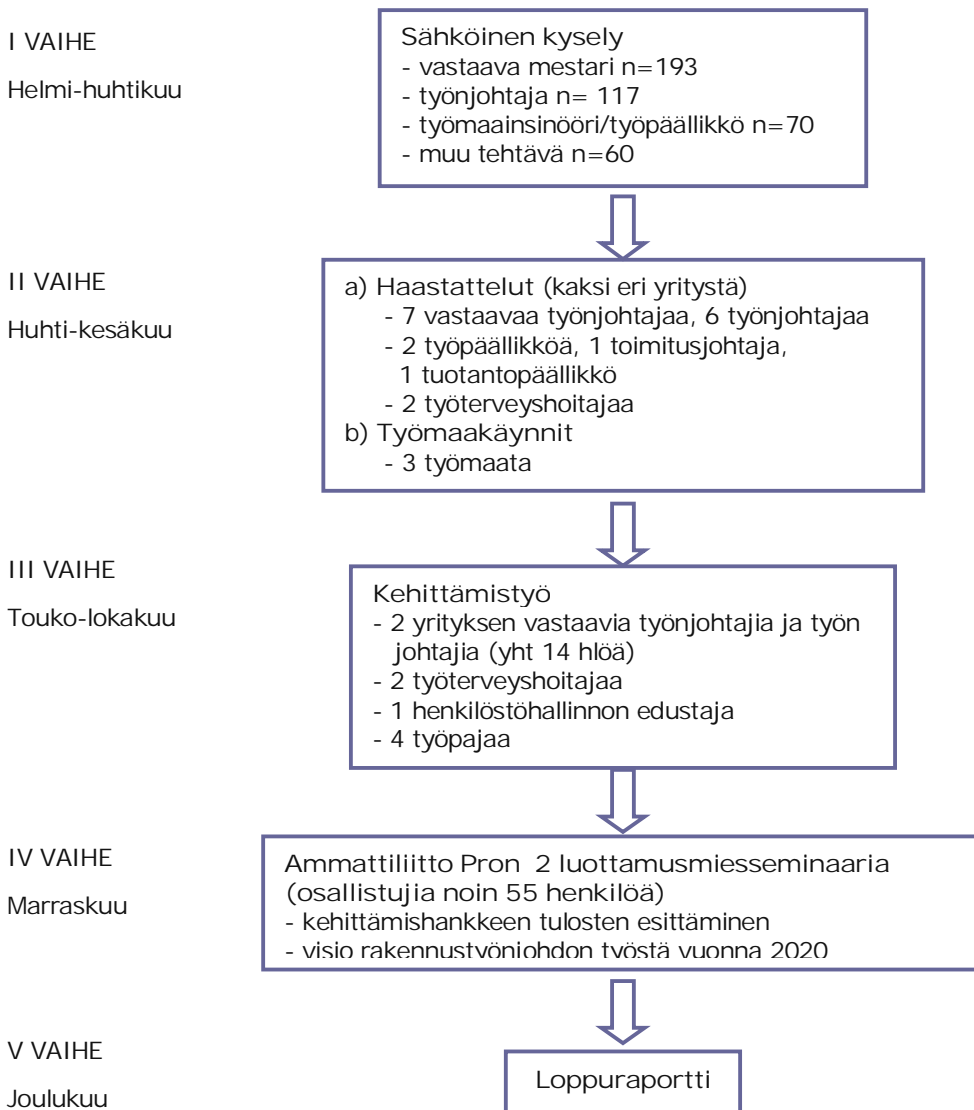 I VAIHE
Helmi-huhtikuu
Sähköinen kysely
- vastaava mestari n=193
- työnjohtaja n= 117
- työmaainsinööri/työpäällikkö n=70
- muu tehtävä n=60
II VAIHE
Huhti-kesäkuu
a) Haastattelut (kaksi eri yritystä)
- 7 vastaavaa työnjohtajaa, 6 työnjohtajaa
- 2 työpäällikköä, 1 toimitusjohtaja,
1 tuotantopäällikkö
- 2 työterveyshoitajaa
b) Työmaakäynnit
- 3 työmaata
III VAIHE
Touko-lokakuu
Kehittämistyö
- 2 yrityksen vastaavia työnjohtajia ja työn
johtajia (yht 14 hlöä)
- 2 työterveyshoitajaa
- 1 henkilöstöhallinnon edustaja
- 4 työpajaa
IV VAIHE
Marraskuu
Ammattiliitto Pron 2 luottamusmiesseminaaria
(osallistujia noin 55 henkilöä)
- kehittämishankkeen tulosten esittäminen
- visio rakennustyönjohdon työstä vuonna 2020
V VAIHE
Joulukuu
Loppuraportti